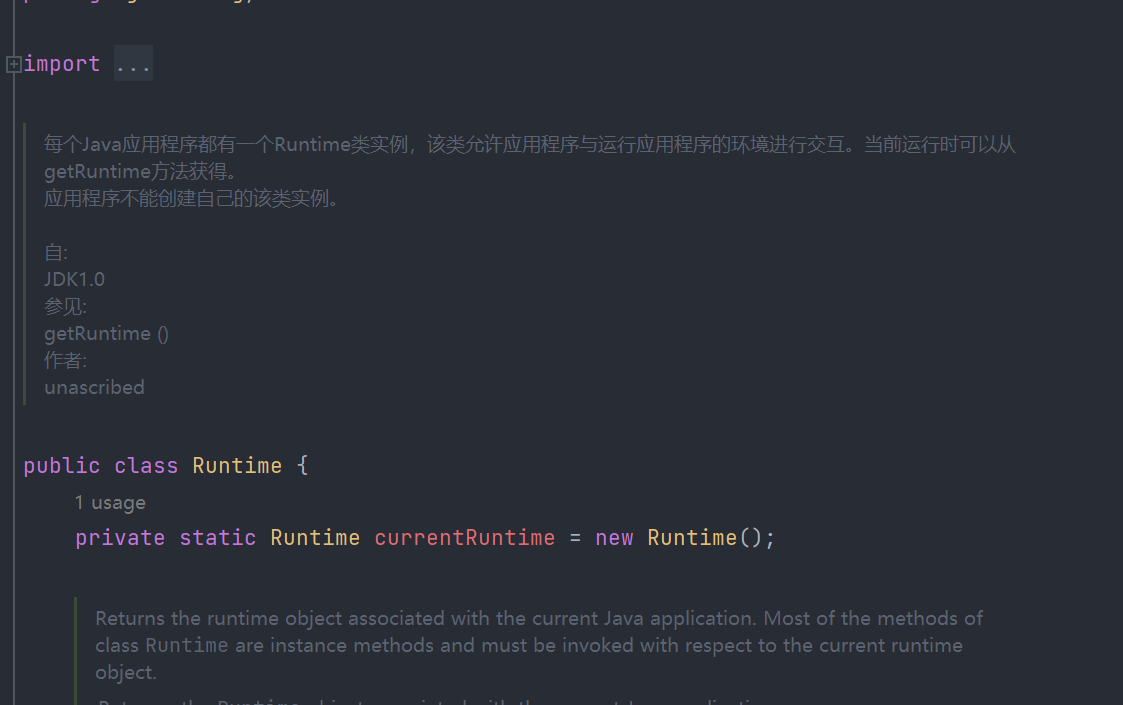 import ...
每个Java应用程序都有一个Runtime类实例，该类允许应用程序与运行应用程序的环境进行交互。当前运行时可以从
getRuntime方法获得。
应用程序不能创建自己的该类实例。
自:
JDK1.0
参见:
getRuntime ()
作者:
unascribed
public class Runtime {
1 usage
private static Runtime currentRuntime = new Runtime();
Returns the runtime object associated with the current Java application. Most of the methods of
class Runtime are instance methods and must be invoked with respect to the current runtime
object.